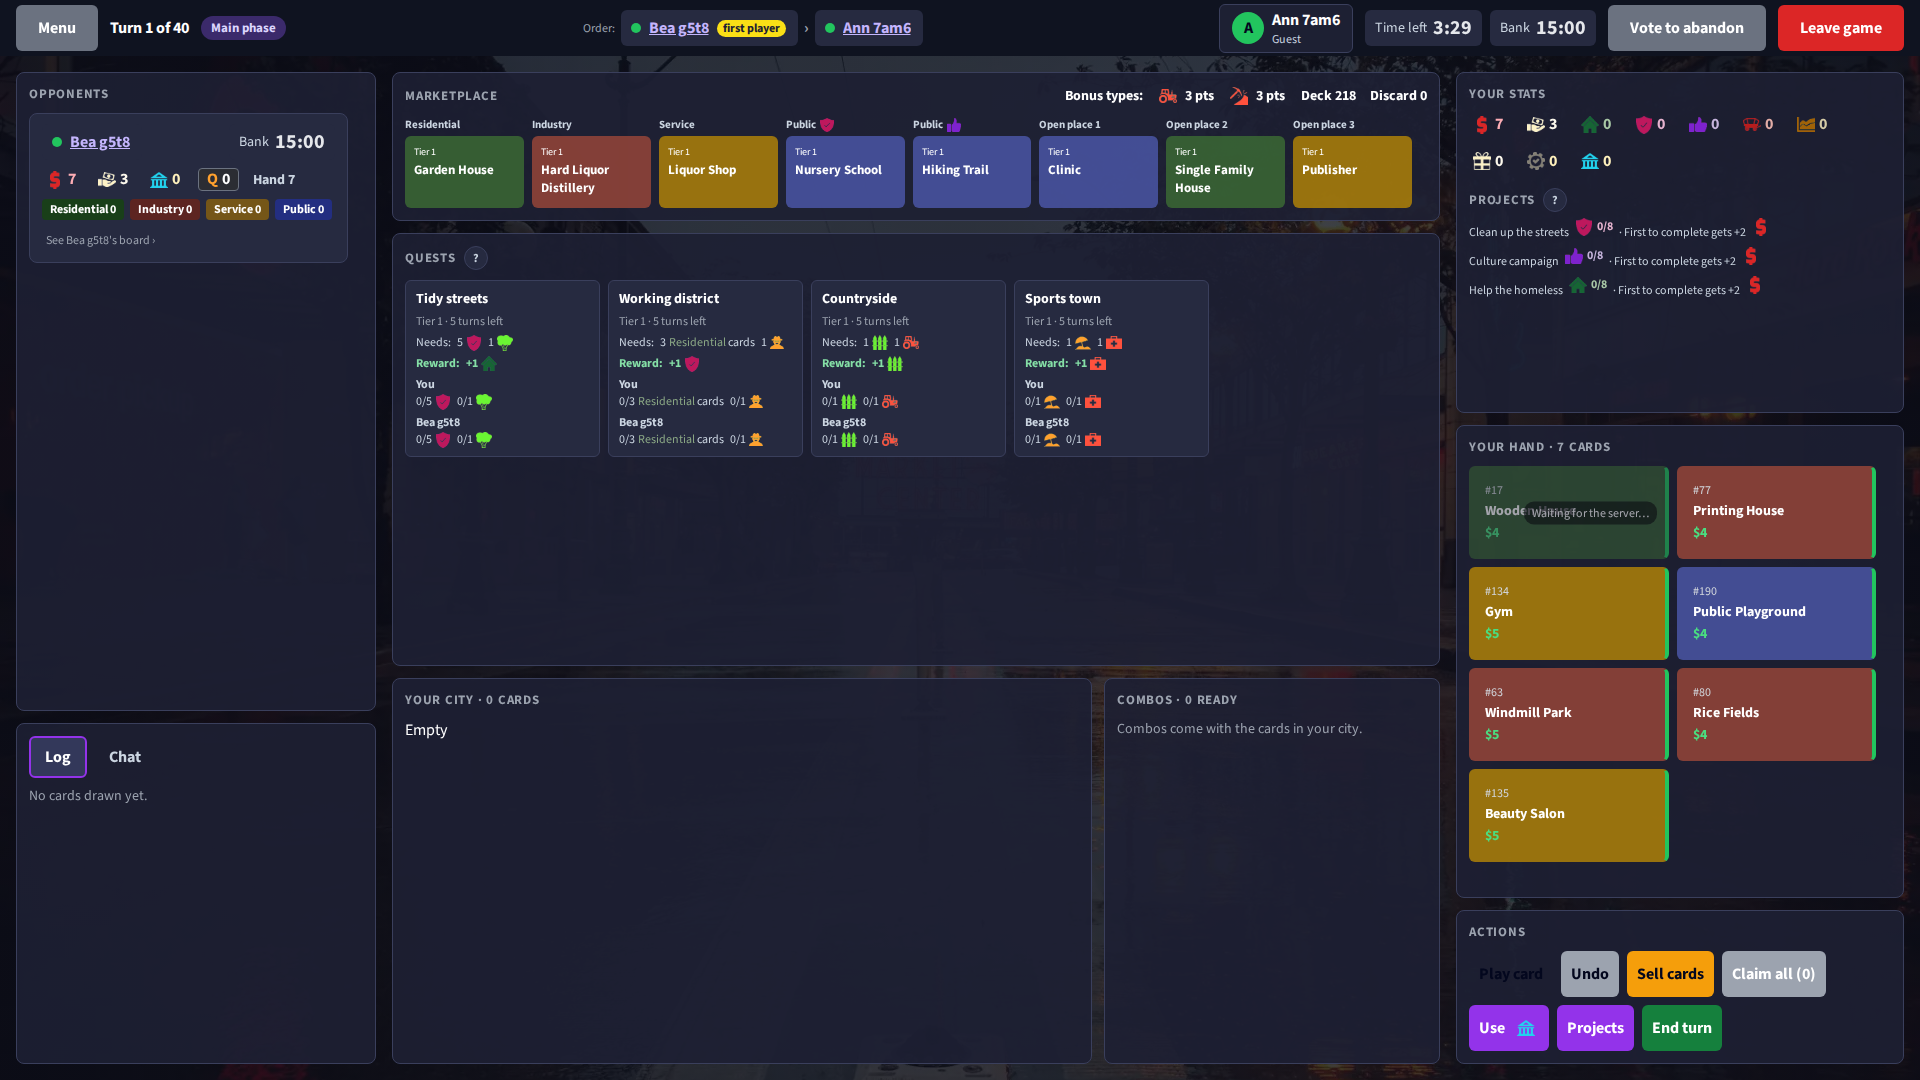 Menu
Turn 1 of 40
Main phase
Order:
Bea g5t8
first player
›
Ann 7am6
A
Ann 7am6
Guest
Time left 3:29
Bank 15:00
Vote to abandon
Leave game
OPPONENTS
Bea g5t8
Bank 15:00
7 3 0 Q 0 Hand 7
Residential 0 Industry 0 Service 0 Public 0
See Bea g5t8's board ›
Log
Chat
No cards drawn yet.
MARKETPLACE
Bonus types: 3 pts 3 pts Deck 218 Discard 0
Residential
Tier 1
Garden House
Industry
Tier 1
Hard Liquor
Distillery
Service
Tier 1
Liquor Shop
Public
Tier 1
Nursery School
Public
Tier 1
Hiking Trail
Open place 1
Tier 1
Clinic
Open place 2
Tier 1
Single Family
House
Open place 3
Tier 1
Publisher
QUESTS ?
Tidy streets
Tier 1 · 5 turns left
Needs: 5 1
Reward: +1
You
0/5 0/1
Bea g5t8
0/5 0/1
Working district
Tier 1 · 5 turns left
Needs: 3 Residential cards 1
Reward: +1
You
0/3 Residential cards 0/1
Bea g5t8
0/3 Residential cards 0/1
Countryside
Tier 1 · 5 turns left
Needs: 1 1
Reward: +1
You
0/1 0/1
Bea g5t8
0/1 0/1
Sports town
Tier 1 · 5 turns left
Needs: 1 1
Reward: +1
You
0/1 0/1
Bea g5t8
0/1 0/1
YOUR CITY · 0 CARDS
Empty
COMBOS · 0 READY
Combos come with the cards in your city.
YOUR STATS
7 3 0 0 0 0 0
0 0 0
PROJECTS ?
Clean up the streets 0/8 · First to complete gets +2
Culture campaign 0/8 · First to complete gets +2
Help the homeless 0/8 · First to complete gets +2
YOUR HAND · 7 CARDS
#17
Waiting for the server…
$4
#77
Printing House
$4
#134
Gym
$5
#190
Public Playground
$4
#63
Windmill Park
$5
#80
Rice Fields
$4
#135
Beauty Salon
$5
ACTIONS
Play card
Undo
Sell cards
Claim all (0)
Use
Projects
End turn